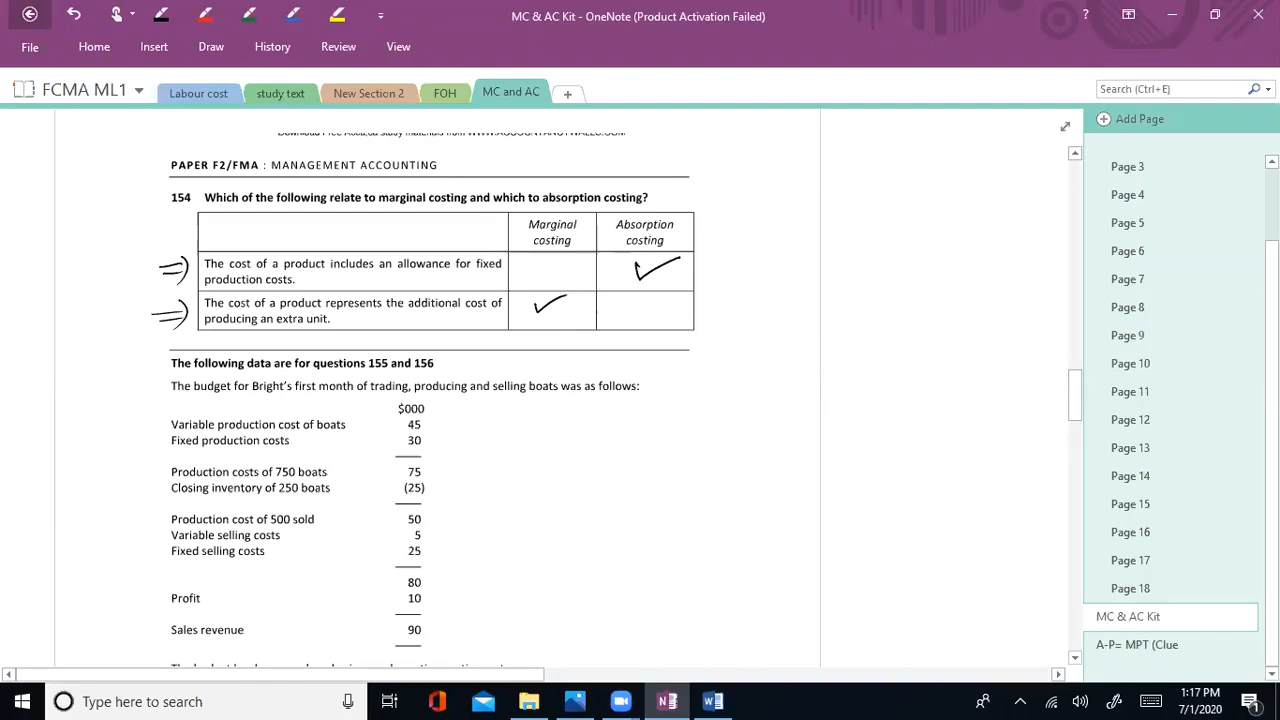 MC & AC Kit - OneNote (Product Activation Failed)
File
Home
Insert
Draw
History
Review
View
FCMA ML1
Labour cost
study text
New Section 2
FOH
MC and AC
Search (Ctrl+E)
Add Page
PAPER F2/FMA : MANAGEMENT ACCOUNTING
154 Which of the following relate to marginal costing and which to absorption costing?
Marginal costing
Absorption costing
The cost of a product includes an allowance for fixed
production costs.
The cost of a product represents the additional cost of
producing an extra unit.
The following data are for questions 155 and 156
The budget for Bright's first month of trading, producing and selling boats was as follows:
$000
Variable production cost of boats 45
Fixed production costs 30
Production costs of 750 boats 75
Closing inventory of 250 boats (25)
Production cost of 500 sold 50
Variable selling costs 5
Fixed selling costs 25
80
Profit 10
Sales revenue 90
Page 3
Page 4
Page 5
Page 6
Page 7
Page 8
Page 9
Page 10
Page 11
Page 12
Page 13
Page 14
Page 15
Page 16
Page 17
Page 18
MC & AC Kit
A-P= MPT (Clue
Type here to search
1:17 PM
7/1/2020